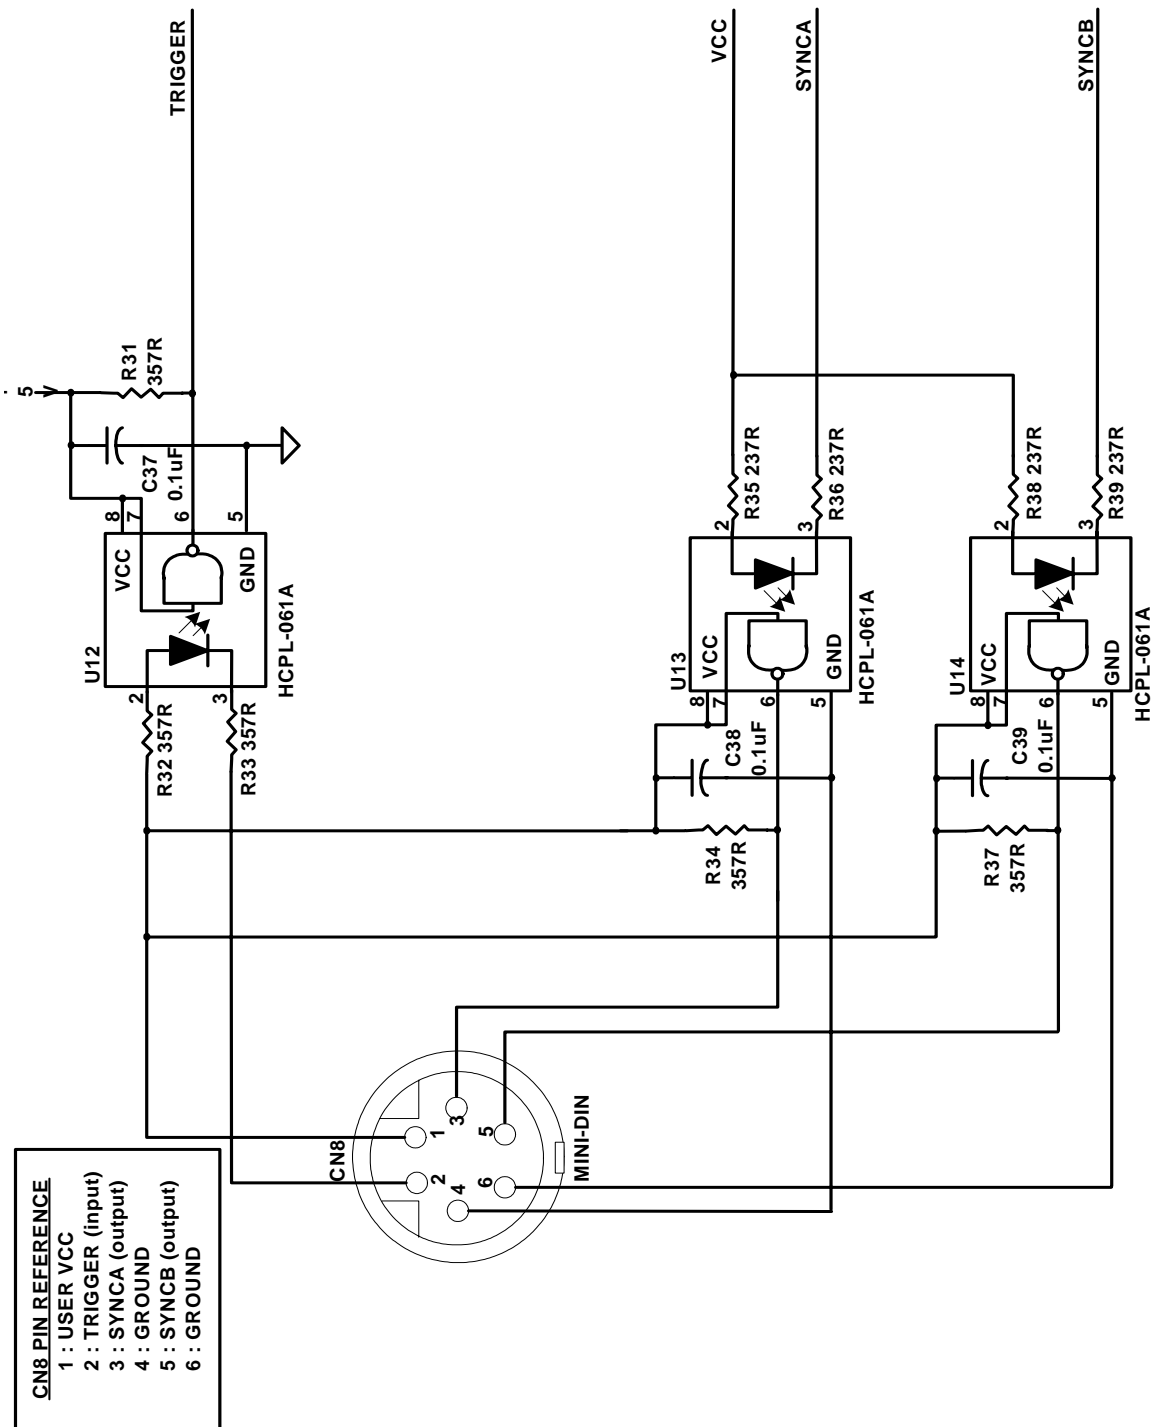 CN8 PIN REFERENCE
1 : USER VCC
2 : TRIGGER (input)
3 : SYNCA (output)
4 : GROUND
5 : SYNCB (output)
6 : GROUND
CN8
1
2
3
4
5
6
MINI-DIN
TRIGGER
5
R31
357R
C37
0.1uF
8
7
6
5
VCC
GND
U12
HCPL-061A
2
3
R32 357R
R33 357R
VCC
SYNCA
R35 237R
R36 237R
2
3
U13
VCC
GND
HCPL-061A
8
7
6
5
C38
0.1uF
R34
357R
SYNCB
R38 237R
R39 237R
2
3
U14
VCC
GND
HCPL-061A
8
7
6
5
C39
0.1uF
R37
357R